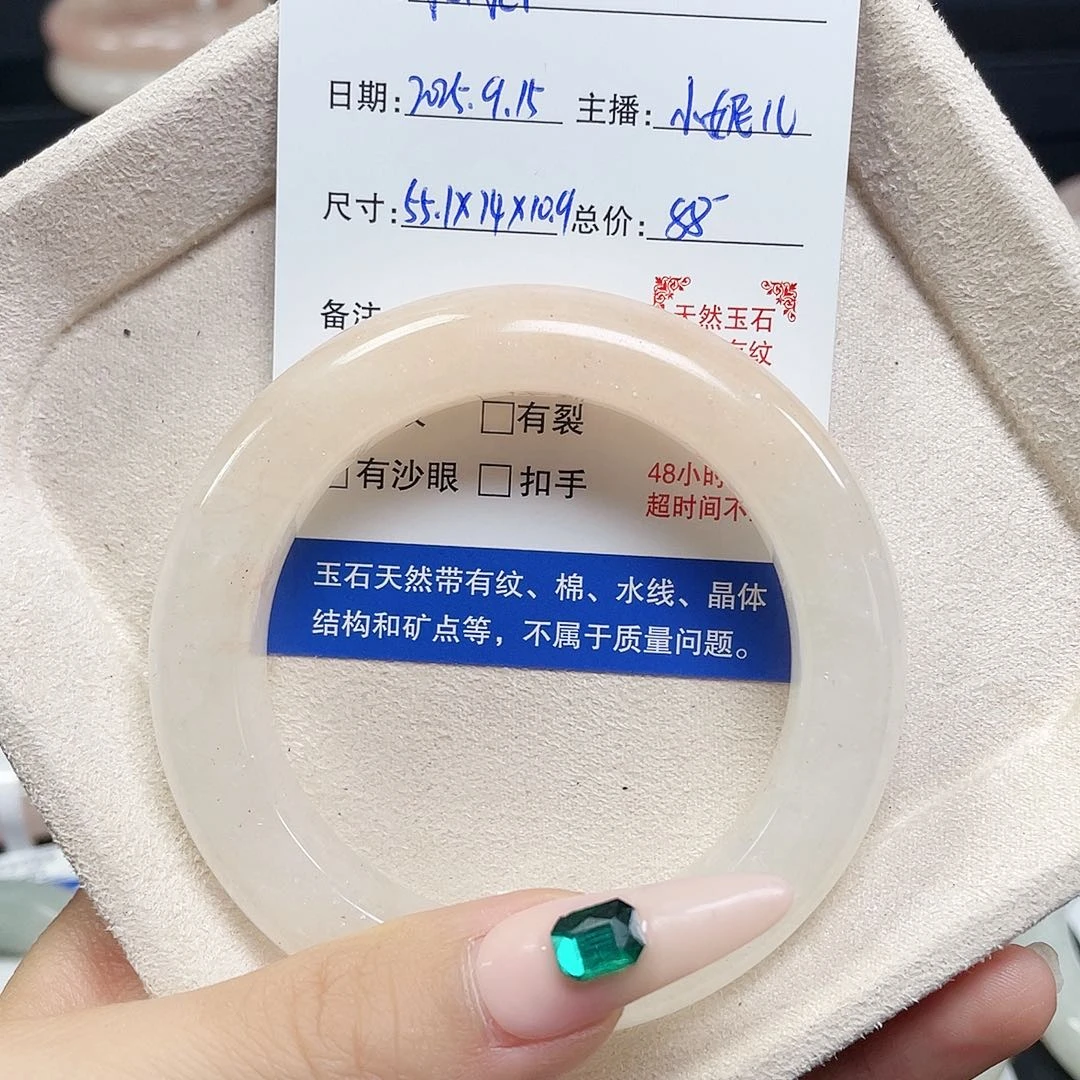 日期: 2025.9.15 主播: 小妮儿
尺寸: 55.1X14X10.9 总价: 88-
备注
天然玉石
有纹
□有裂
□有沙眼 □扣手
48小时
超时间不
玉石天然带有纹、棉、水线、晶体
结构和矿点等，不属于质量问题。